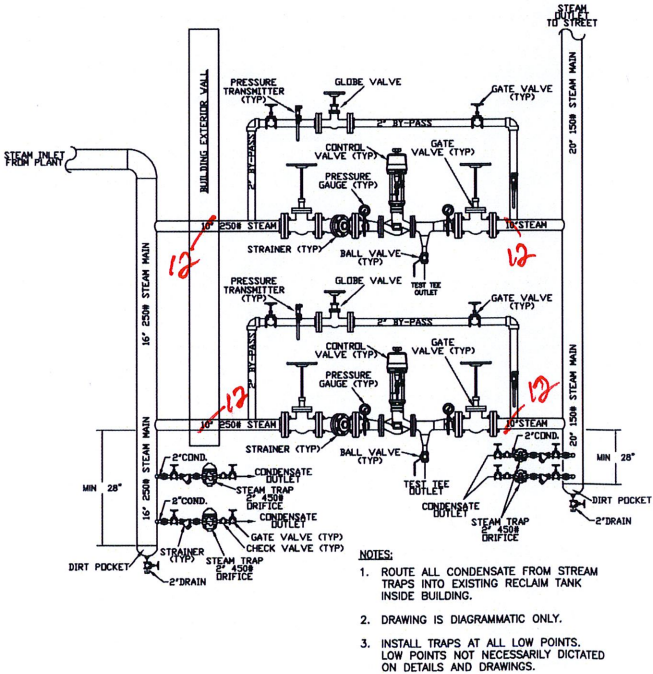 STEAM
OUTLET
TO STREET
STEAM INLET
FROM PLANT
BUILDING EXTERIOR WALL
PRESSURE
TRANSMITTER
(TYP)
GLOBE VALVE
GATE VALVE
(TYP)
20" 150# STEAM MAIN
2" BY-PASS
2" BY-PASS
CONTROL
VALVE (TYP)
GATE
VALVE (TYP)
PRESSURE
GAUGE (TYP)
10" 250# STEAM
12
STRAINER (TYP)
BALL VALVE
(TYP)
TEST TEE
OUTLET
10" STEAM
12
16" 250# STEAM MAIN
PRESSURE
TRANSMITTER
(TYP)
GLOBE VALVE
GATE VALVE
(TYP)
2" BY-PASS
2" BY-PASS
CONTROL
VALVE (TYP)
GATE
VALVE (TYP)
PRESSURE
GAUGE (TYP)
12
10" 250# STEAM
STRAINER (TYP)
BALL VALVE
(TYP)
TEST TEE
OUTLET
12
10" STEAM
20" 150# STEAM MAIN
16" 250# STEAM MAIN
MIN 28"
2"COND.
CONDENSATE
OUTLET
STEAM TRAP
2" 450#
ORIFICE
2"COND.
CONDENSATE
OUTLET
GATE VALVE (TYP)
CHECK VALVE (TYP)
STRAINER
(TYP)
STEAM TRAP
2" 450#
ORIFICE
DIRT POCKET
2"DRAIN
2"COND.
MIN 28"
CONDENSATE
OUTLET
STEAM TRAP
2" 450#
ORIFICE
DIRT POCKET
2"DRAIN
NOTES:
1. ROUTE ALL CONDENSATE FROM STREAM
TRAPS INTO EXISTING RECLAIM TANK
INSIDE BUILDING.
2. DRAWING IS DIAGRAMMATIC ONLY.
3. INSTALL TRAPS AT ALL LOW POINTS.
LOW POINTS NOT NECESSARILY DICTATED
ON DETAILS AND DRAWINGS.